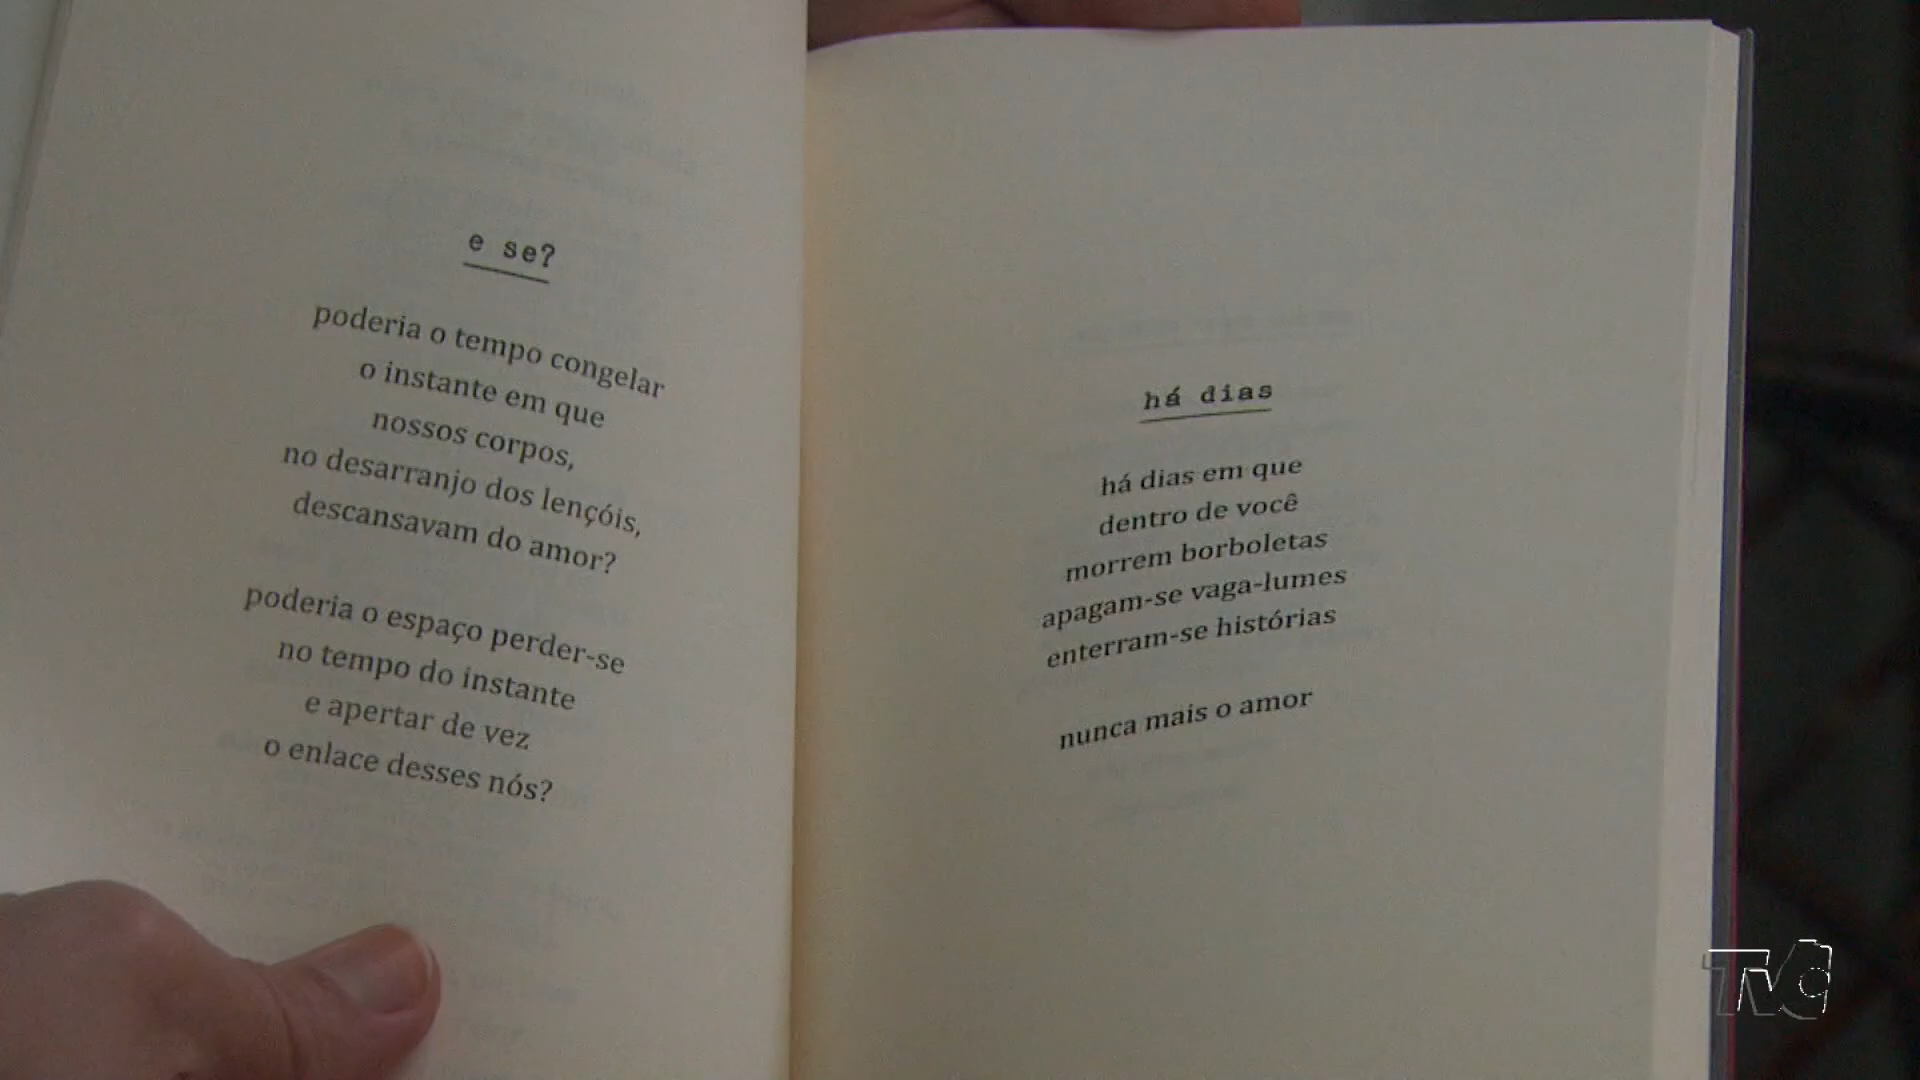 e se?
poderia o tempo congelar
o instante em que
nossos corpos,
no desarranjo dos lençóis,
descansavam do amor?
poderia o espaço perder-se
no tempo do instante
e apertar de vez
o enlace desses nós?
há dias
há dias em que
dentro de você
morrem borboletas
apagam-se vaga-lumes
enterram-se histórias
nunca mais o amor
TVC